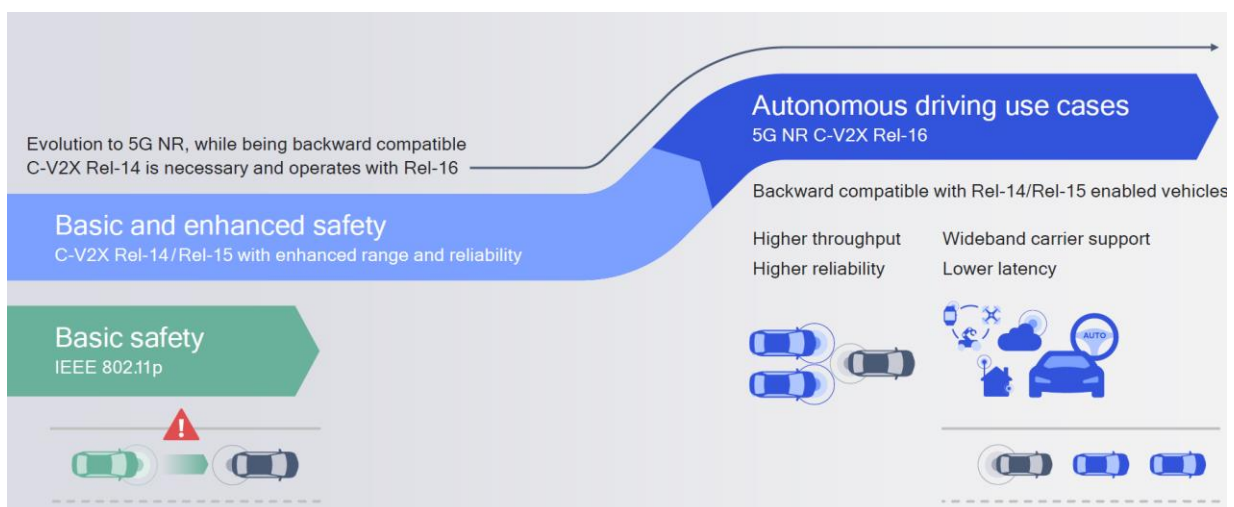 Evolution to 5G NR, while being backward compatible
C-V2X Rel-14 is necessary and operates with Rel-16
Basic and enhanced safety
C-V2X Rel-14/Rel-15 with enhanced range and reliability
Basic safety
IEEE 802.11p
Autonomous driving use cases
5G NR C-V2X Rel-16
Backward compatible with Rel-14/Rel-15 enabled vehicles
Higher throughput
Higher reliability
Wideband carrier support
Lower latency
AUTO
!